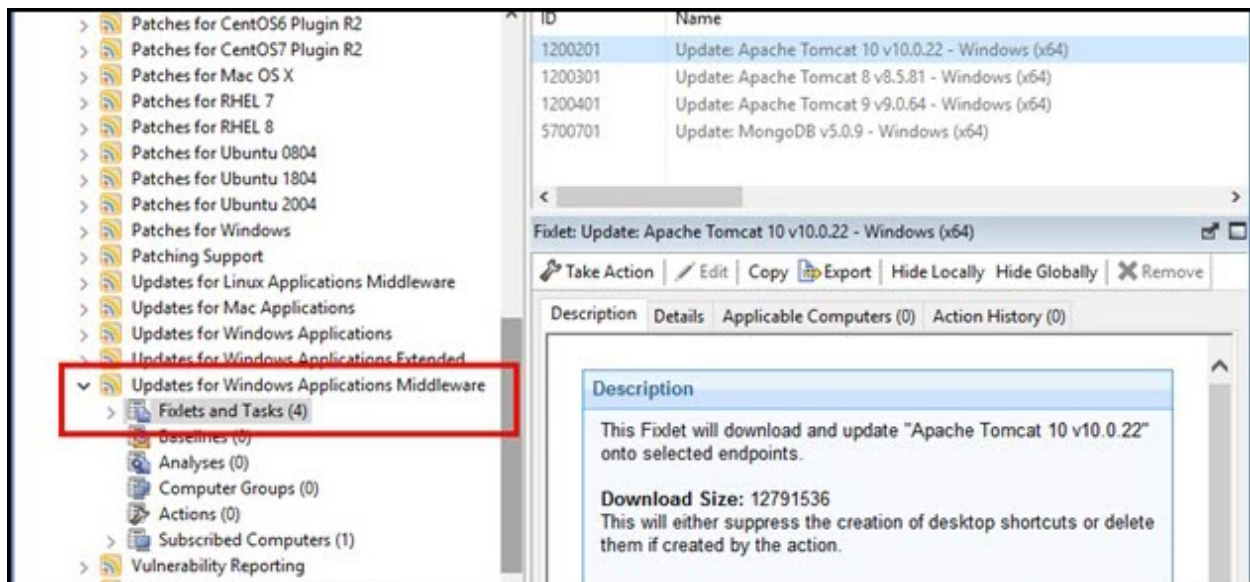 Patches for CentOS6 Plugin R2
Patches for CentOS7 Plugin R2
Patches for Mac OS X
Patches for RHEL 7
Patches for RHEL 8
Patches for Ubuntu 0804
Patches for Ubuntu 1804
Patches for Ubuntu 2004
Patches for Windows
Patching Support
Updates for Linux Applications Middleware
Updates for Mac Applications
Updates for Windows Applications
Updates for Windows Applications Extended
Updates for Windows Applications Middleware
Fixlets and Tasks (4)
Baselines (0)
Analyses (0)
Computer Groups (0)
Actions (0)
Subscribed Computers (1)
Vulnerability Reporting
ID Name
1200201 Update: Apache Tomcat 10 v10.0.22 - Windows (x64)
1200301 Update: Apache Tomcat 8 v8.5.81 - Windows (x64)
1200401 Update: Apache Tomcat 9 v9.0.64 - Windows (x64)
5700701 Update: MongoDB v5.0.9 - Windows (x64)
Fixlet: Update: Apache Tomcat 10 v10.0.22 - Windows (x64)
Take Action Edit Copy Export Hide Locally Hide Globally Remove
Description Details Applicable Computers (0) Action History (0)
Description
This Fixlet will download and update "Apache Tomcat 10 v10.0.22"
onto selected endpoints.
Download Size: 12791536
This will either suppress the creation of desktop shortcuts or delete
them if created by the action.